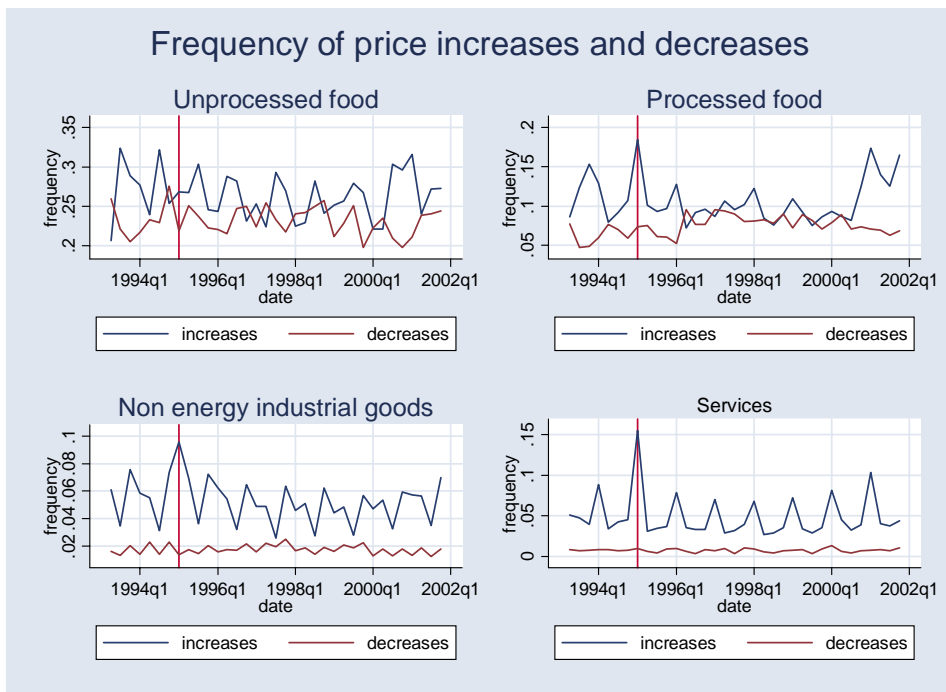 Frequency of price increases and decreases
Unprocessed food
frequency
.35
.3
.25
.2
1994q1 1996q1 1998q1 2000q1 2002q1
date
increases decreases
Processed food
frequency
.2
.15
.1
.05
1994q1 1996q1 1998q1 2000q1 2002q1
date
increases decreases
Non energy industrial goods
frequency
.1
.08
.06
.04
.02
1994q1 1996q1 1998q1 2000q1 2002q1
date
increases decreases
Services
frequency
.15
.1
.05
0
1994q1 1996q1 1998q1 2000q1 2002q1
date
increases decreases